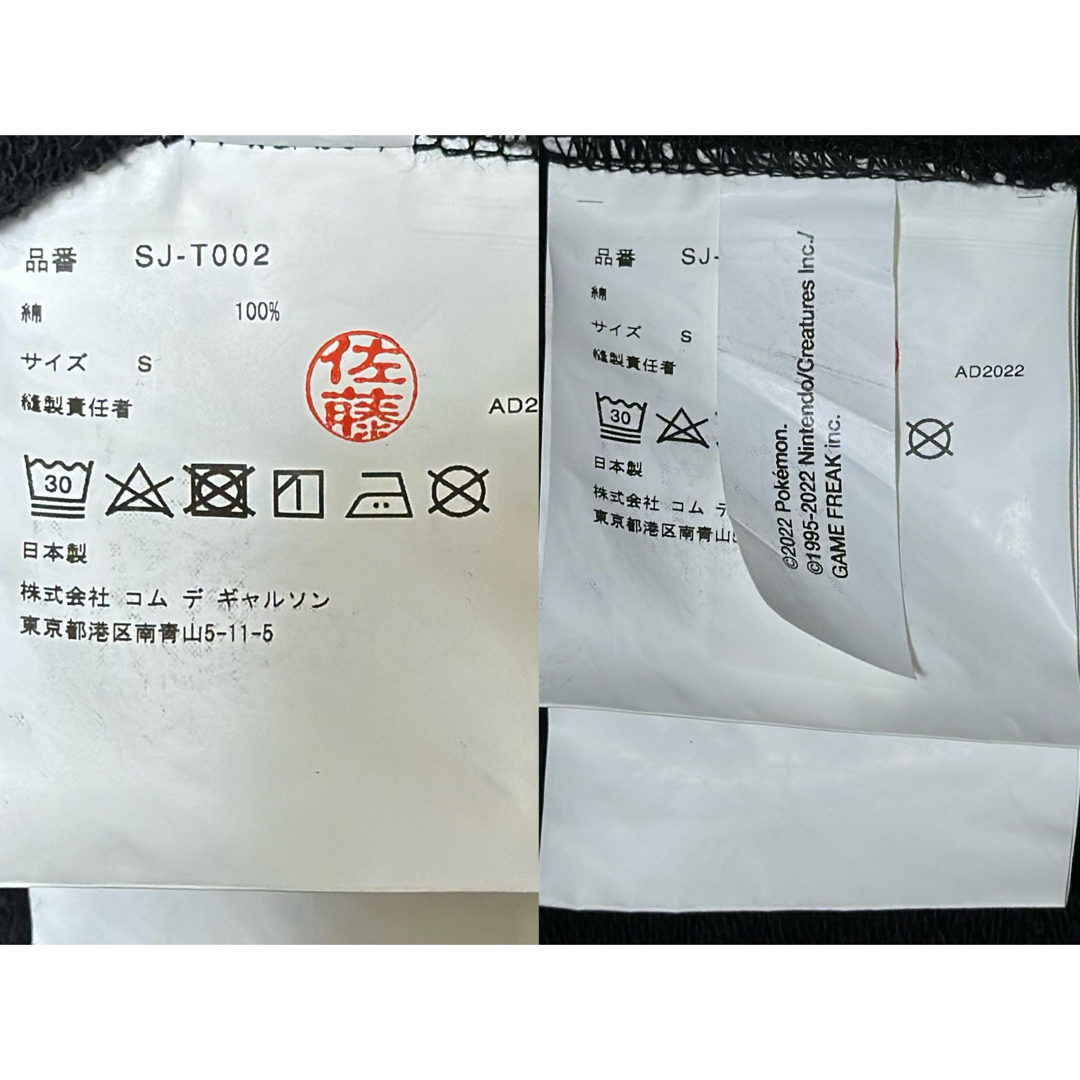 品番 SJ-T002
綿 100%
サイズ S
佐藤
縫製責任者
AD2
30
日本製
株式会社 コム デ ギャルソン
東京都港区南青山5-11-5
品番 SJ-
綿
サイズ S
縫製責任者
AD2022
30
日本製
株式会社 コム デ
東京都港区南青山5
©2022 Pokémon.
©1995-2022 Nintendo/Creatures Inc./
GAME FREAK inc.